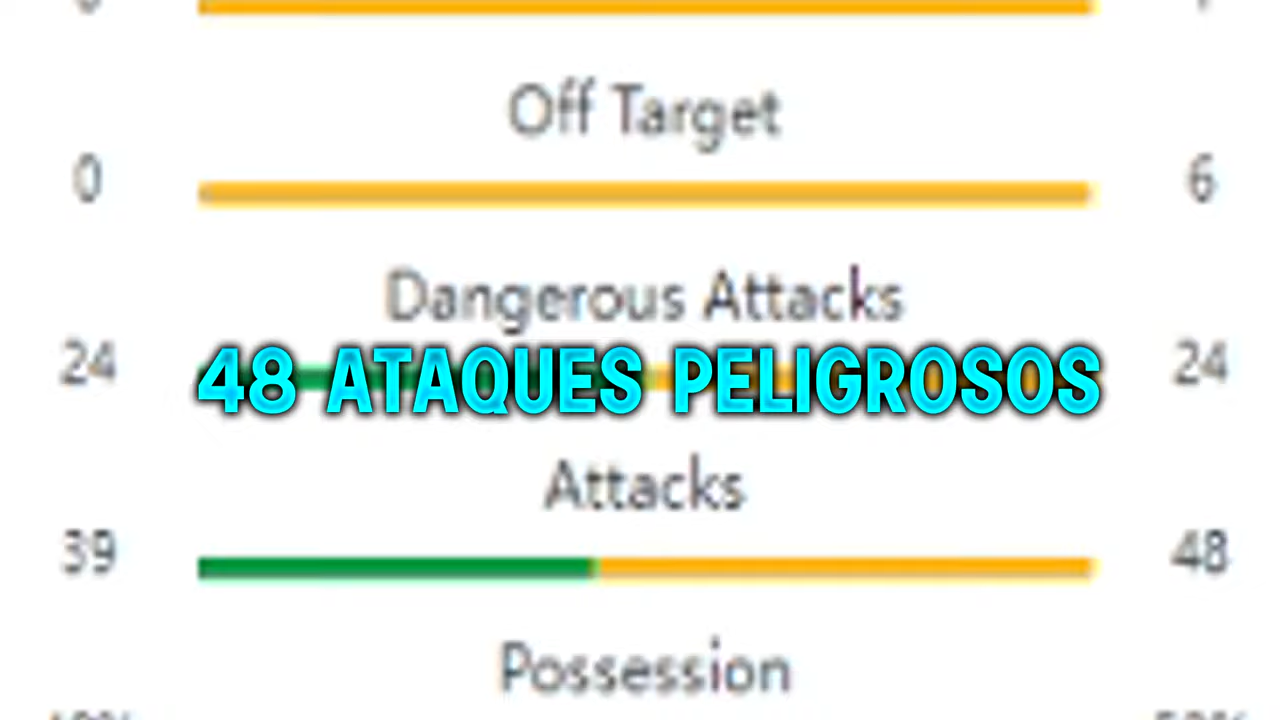 Off Target
0 6
Dangerous Attacks
24 48 ATAQUES PELIGROSOS 24
Attacks
39 48
Possession